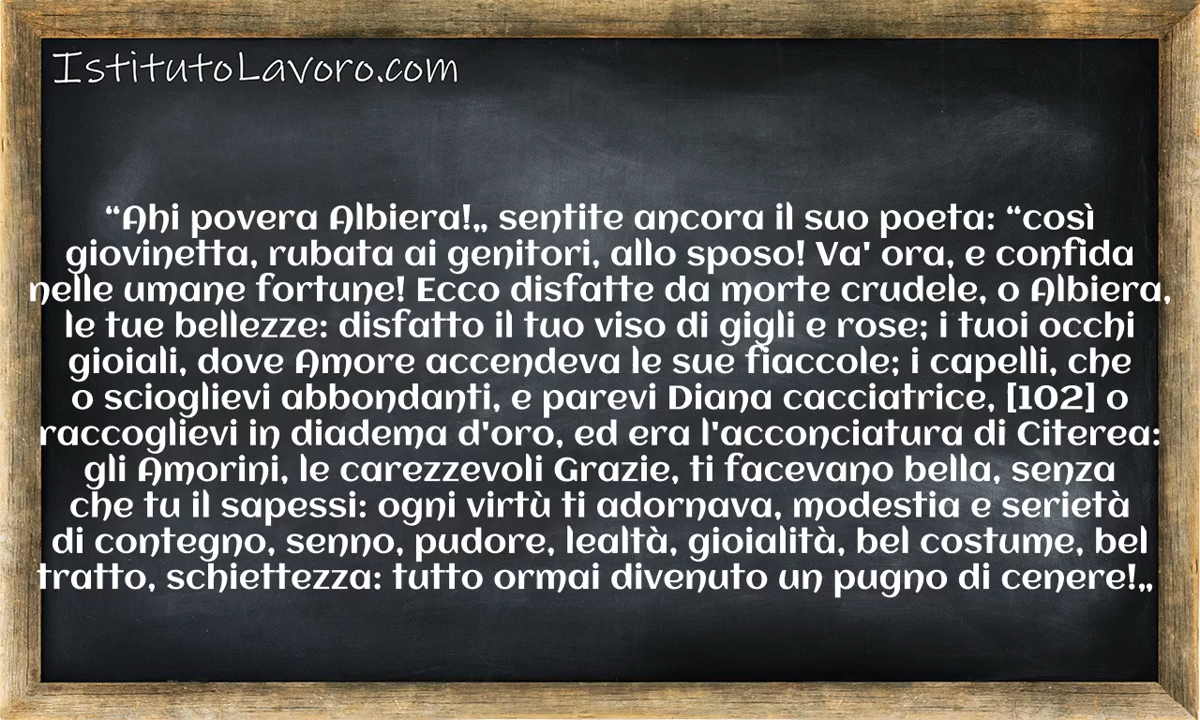 IstitutoLavoro.com
“Ahi povera Albiera!„ sentite ancora il suo poeta: “così
giovinetta, rubata ai genitori, allo sposo! Va' ora, e confida
nelle umane fortune! Ecco disfatte da morte crudele, o Albiera,
le tue bellezze: disfatto il tuo viso di gigli e rose; i tuoi occhi
gioiali, dove Amore accendeva le sue fiaccole; i capelli, che
o scioglievi abbondanti, e parevi Diana cacciatrice, [102] o
raccoglievi in diadema d'oro, ed era l'acconciatura di Citerea:
gli Amorini, le carezzevoli Grazie, ti facevano bella, senza
che tu il sapessi: ogni virtù ti adornava, modestia e serietà
di contegno, senno, pudore, lealtà, gioialità, bel costume, bel
tratto, schiettezza: tutto ormai divenuto un pugno di cenere!„